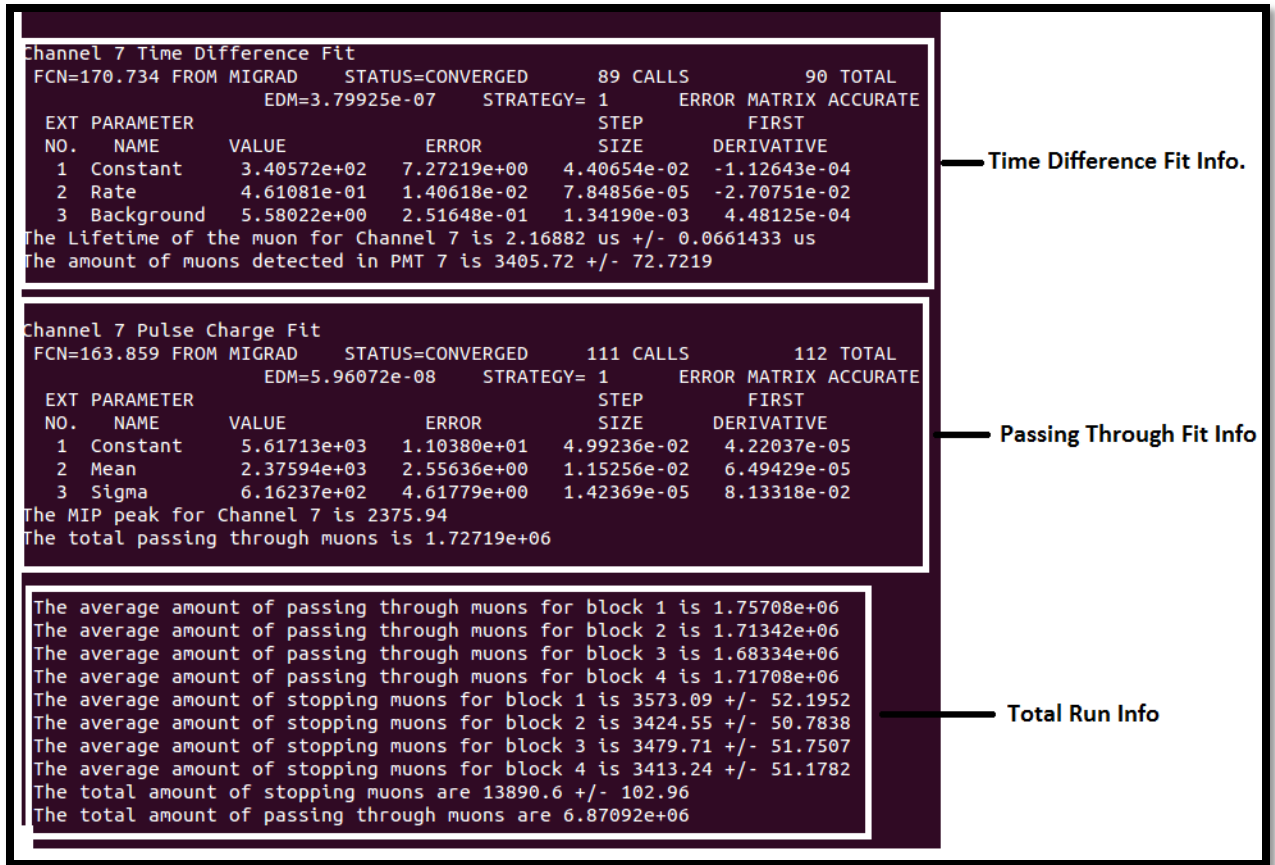 Channel 7 Time Difference Fit
FCN=170.734 FROM MIGRAD STATUS=CONVERGED 89 CALLS 90 TOTAL
EDM=3.79925e-07 STRATEGY= 1 ERROR MATRIX ACCURATE
EXT PARAMETER STEP FIRST
NO. NAME VALUE ERROR SIZE DERIVATIVE
1 Constant 3.40572e+02 7.27219e+00 4.40654e-02 -1.12643e-04
2 Rate 4.61081e-01 1.40618e-02 7.84856e-05 -2.70751e-02
3 Background 5.58022e+00 2.51648e-01 1.34190e-03 4.48125e-04
The Lifetime of the muon for Channel 7 is 2.16882 us +/- 0.0661433 us
The amount of muons detected in PMT 7 is 3405.72 +/- 72.7219
Time Difference Fit Info.
Channel 7 Pulse Charge Fit
FCN=163.859 FROM MIGRAD STATUS=CONVERGED 111 CALLS 112 TOTAL
EDM=5.96072e-08 STRATEGY= 1 ERROR MATRIX ACCURATE
EXT PARAMETER STEP FIRST
NO. NAME VALUE ERROR SIZE DERIVATIVE
1 Constant 5.61713e+03 1.10380e+01 4.99236e-02 4.22037e-05
2 Mean 2.37594e+03 2.55636e+00 1.15256e-02 6.49429e-05
3 Sigma 6.16237e+02 4.61779e+00 1.42369e-05 8.13318e-02
The MIP peak for Channel 7 is 2375.94
The total passing through muons is 1.72719e+06
Passing Through Fit Info
The average amount of passing through muons for block 1 is 1.75708e+06
The average amount of passing through muons for block 2 is 1.71342e+06
The average amount of passing through muons for block 3 is 1.68334e+06
The average amount of passing through muons for block 4 is 1.71708e+06
The average amount of stopping muons for block 1 is 3573.09 +/- 52.1952
The average amount of stopping muons for block 2 is 3424.55 +/- 50.7838
The average amount of stopping muons for block 3 is 3479.71 +/- 51.7507
The average amount of stopping muons for block 4 is 3413.24 +/- 51.1782
The total amount of stopping muons are 13890.6 +/- 102.96
The total amount of passing through muons are 6.87092e+06
Total Run Info